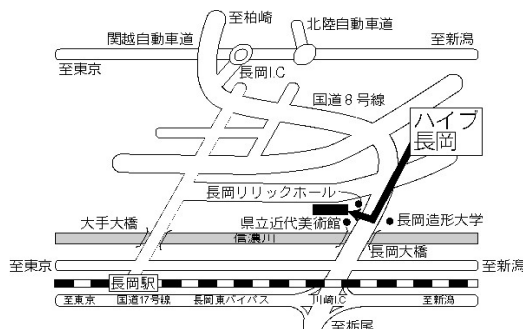 至柏崎
北陸自動車道
関越自動車道
至新潟
至東京
長岡I.C
国道8号線
ハイブ
長岡
長岡リリックホール
大手大橋
県立近代美術館
長岡造形大学
信濃川
長岡大橋
至東京
至新潟
長岡駅
至東京
国道17号線
長岡東バイパス
川崎I.C
至新潟
至栃尾